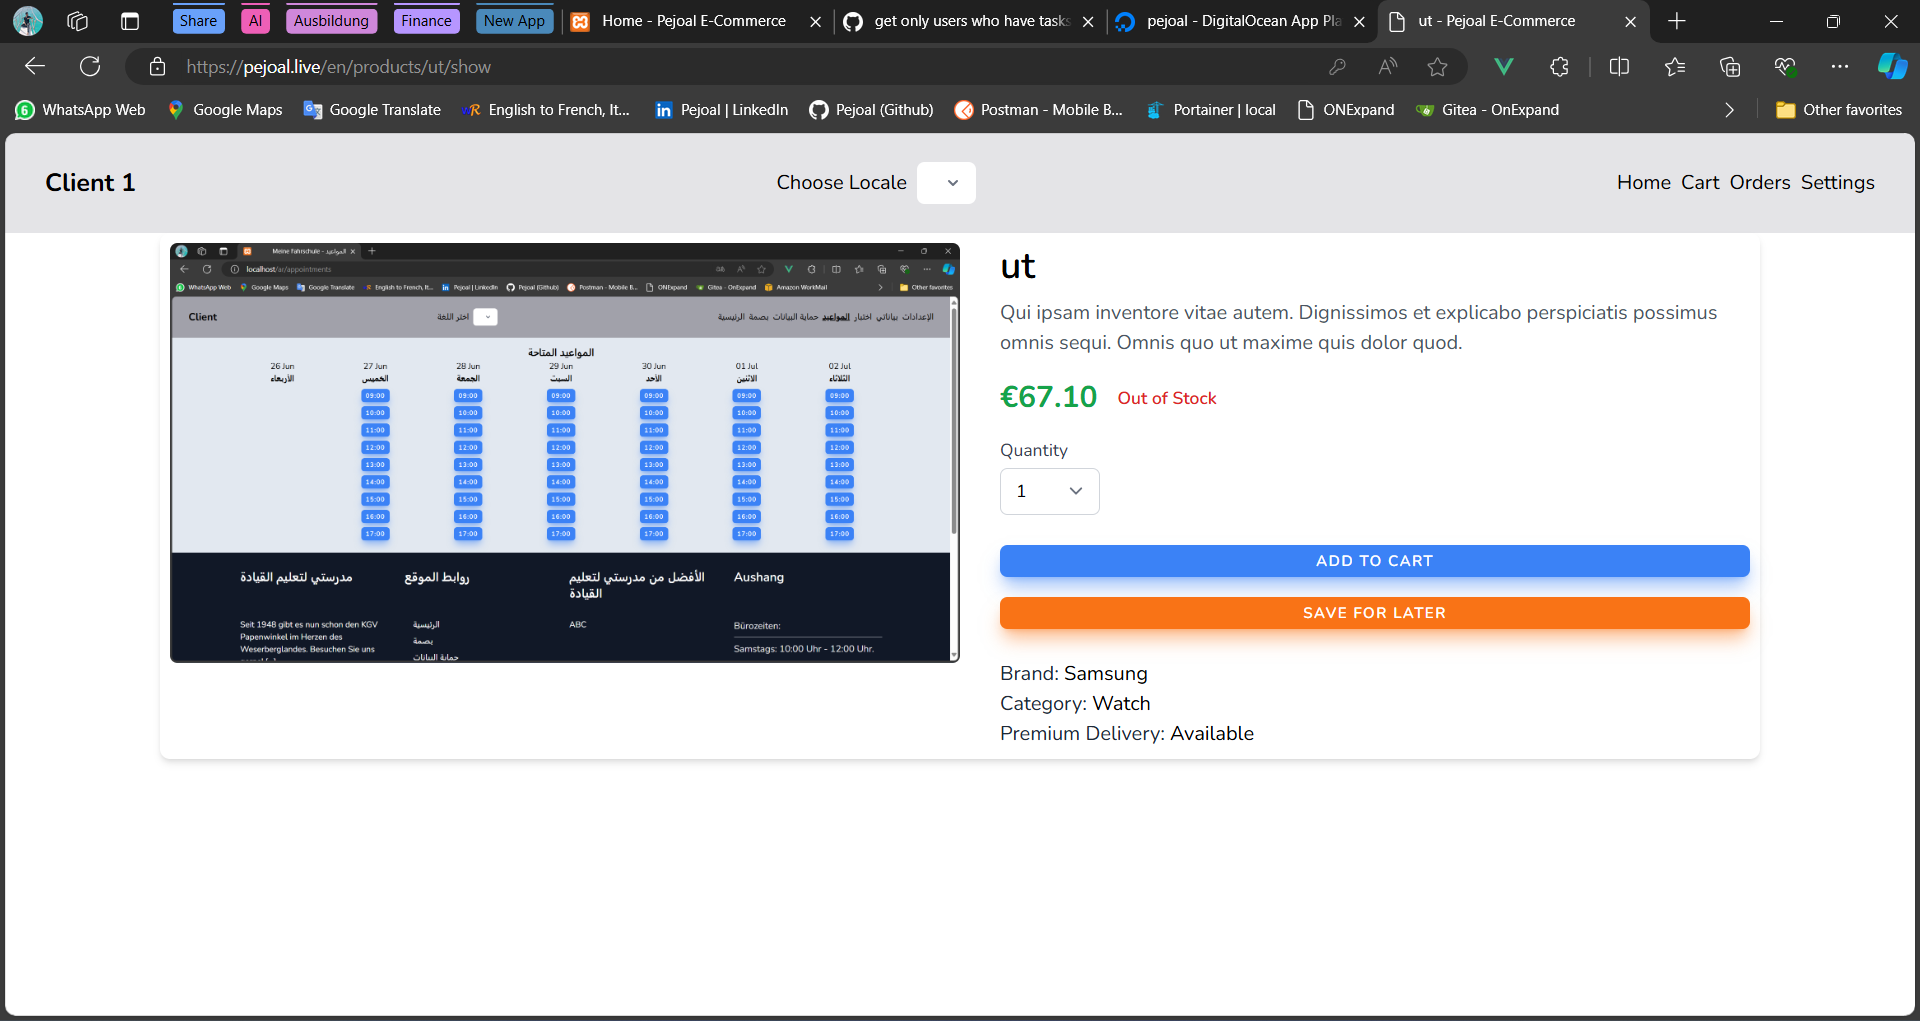 Share AI Ausbildung Finance New App Home - Pejoal E-Commerce get only users who have tasks pejoal - DigitalOcean App Pla ut - Pejoal E-Commerce
https://pejoal.live/en/products/ut/show
WhatsApp Web Google Maps Google Translate English to French, It... Pejoal | LinkedIn Pejoal (Github) Postman - Mobile B... Portainer | local ONExpand Gitea - OnExpand Other favorites
Client 1 Choose Locale Home Cart Orders Settings
Meine Fahrschule - المواعيد
localhost/ar/appointments
WhatsApp Web Google Maps Google Translate English to French, It... Pejoal | LinkedIn Pejoal (Github) Postman - Mobile B... ONExpand Gitea - OnExpand Amazon WorkMail Other favorites
Client اختر اللغة الإعدادات بياناتي اختبار المواعيد حماية البيانات بصمة الرئيسية
المواعيد المتاحة
26 Jun 27 Jun 28 Jun 29 Jun 30 Jun 01 Jul 02 Jul
الأربعاء الخميس الجمعة السبت الأحد الاثنين الثلاثاء
09:00 09:00 09:00 09:00 09:00 09:00
10:00 10:00 10:00 10:00 10:00 10:00
11:00 11:00 11:00 11:00 11:00 11:00
12:00 12:00 12:00 12:00 12:00 12:00
13:00 13:00 13:00 13:00 13:00 13:00
14:00 14:00 14:00 14:00 14:00 14:00
15:00 15:00 15:00 15:00 15:00 15:00
16:00 16:00 16:00 16:00 16:00 16:00
17:00 17:00 17:00 17:00 17:00 17:00
مدرستي لتعليم القيادة
Seit 1948 gibt es nun schon den KGV
Papenwinkel im Herzen des
Weserberglandes. Besuchen Sie uns
روابط الموقع
الرئيسية
بصمة
حماية البيانات
الأفضل من مدرستي لتعليم
القيادة
ABC
Aushang
Bürozeiten:
Samstags: 10:00 Uhr - 12:00 Uhr.
ut
Qui ipsam inventore vitae autem. Dignissimos et explicabo perspiciatis possimus
omnis sequi. Omnis quo ut maxime quis dolor quod.
€67.10 Out of Stock
Quantity
1
ADD TO CART
SAVE FOR LATER
Brand: Samsung
Category: Watch
Premium Delivery: Available